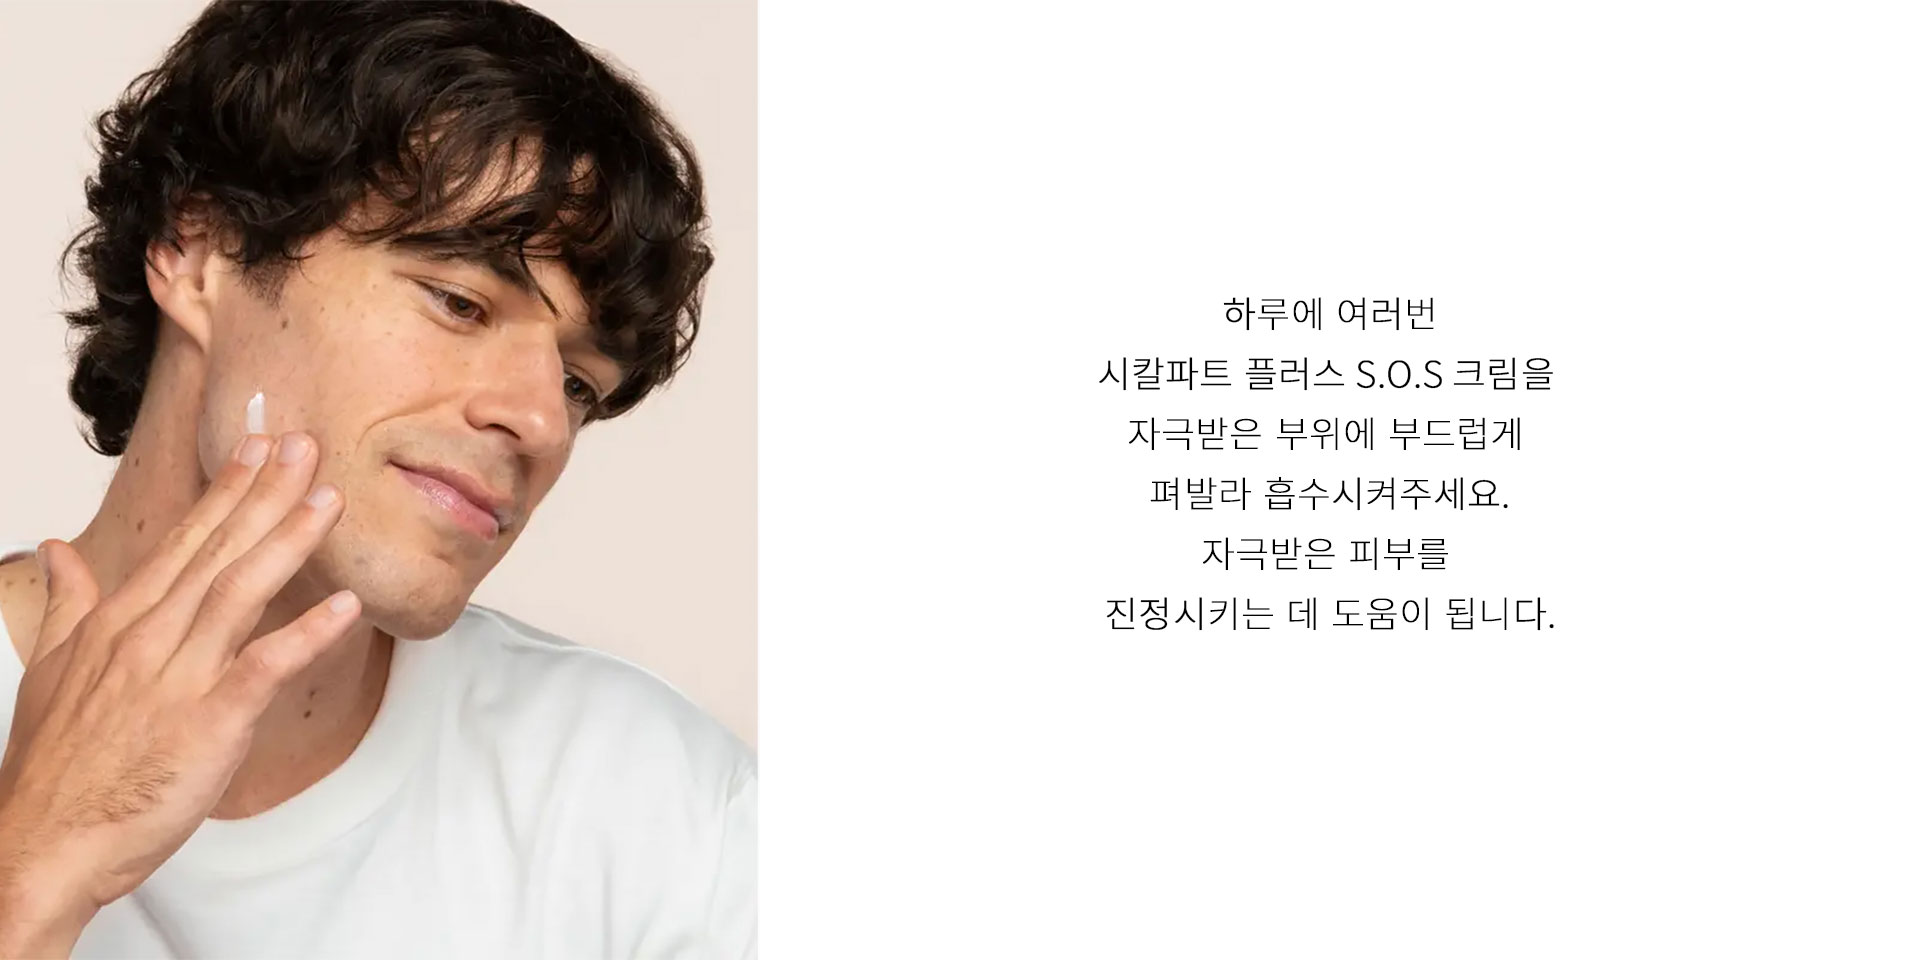 하루에 여러번
시칼파트 플러스 S.O.S 크림을
자극받은 부위에 부드럽게
펴발라 흡수시켜주세요.
자극받은 피부를
진정시키는 데 도움이 됩니다.